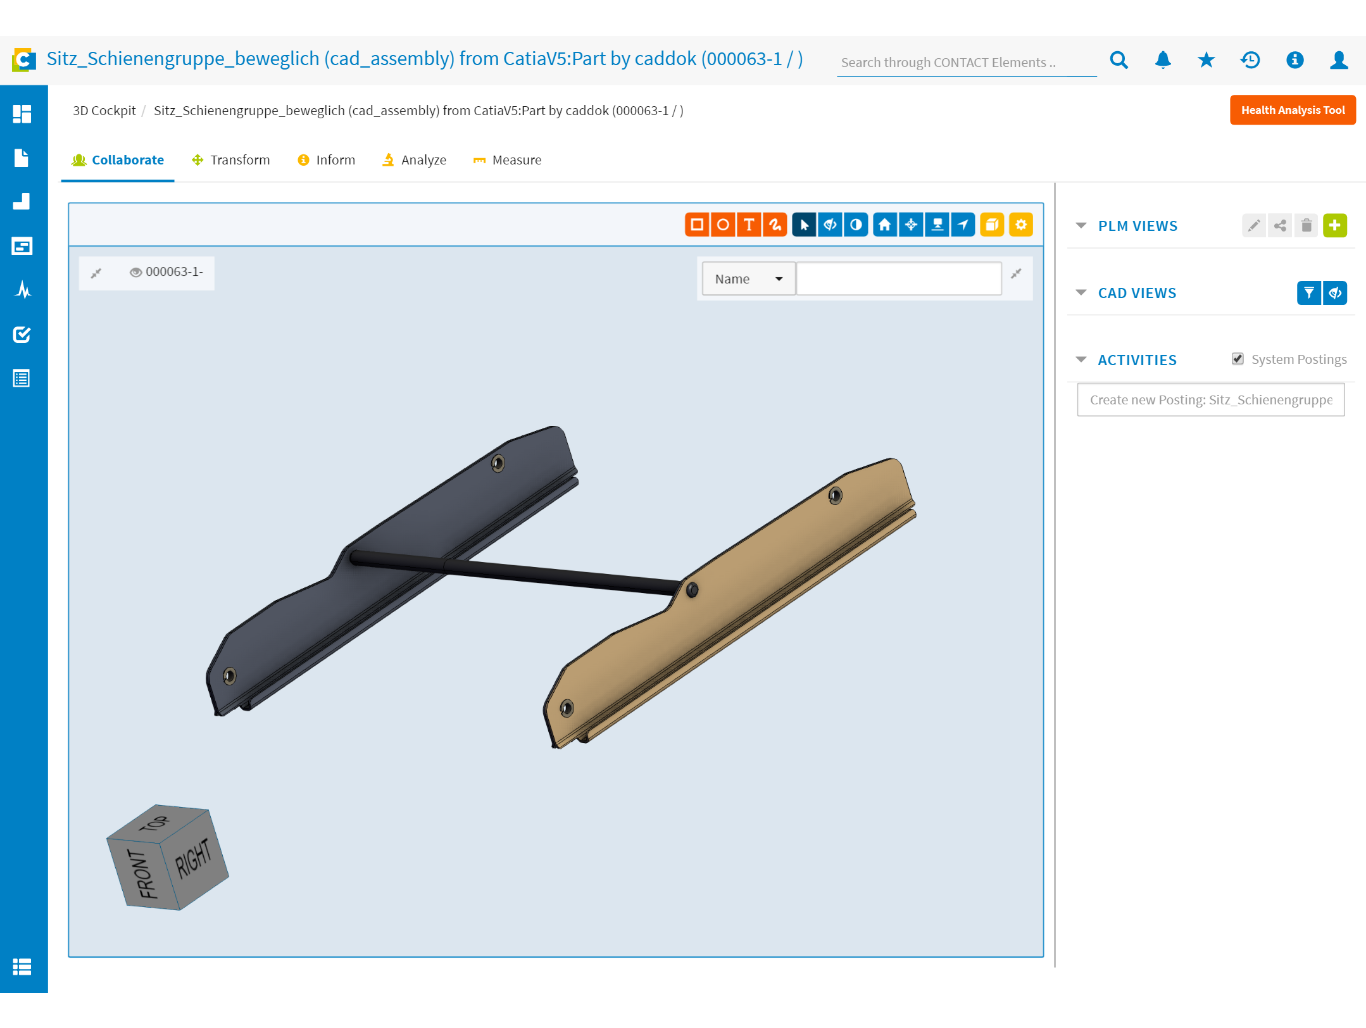 Sitz_Schienengruppe_beweglich (cad_assembly) from CatiaV5:Part by caddok (000063-1 / )
Search through CONTACT Elements ..
3D Cockpit / Sitz_Schienengruppe_beweglich (cad_assembly) from CatiaV5:Part by caddok (000063-1 / )
Health Analysis Tool
Collaborate Transform Inform Analyze Measure
T
000063-1-
Name
PLM VIEWS
CAD VIEWS
ACTIVITIES
System Postings
Create new Posting: Sitz_Schienengruppe
TOP
FRONT
RIGHT